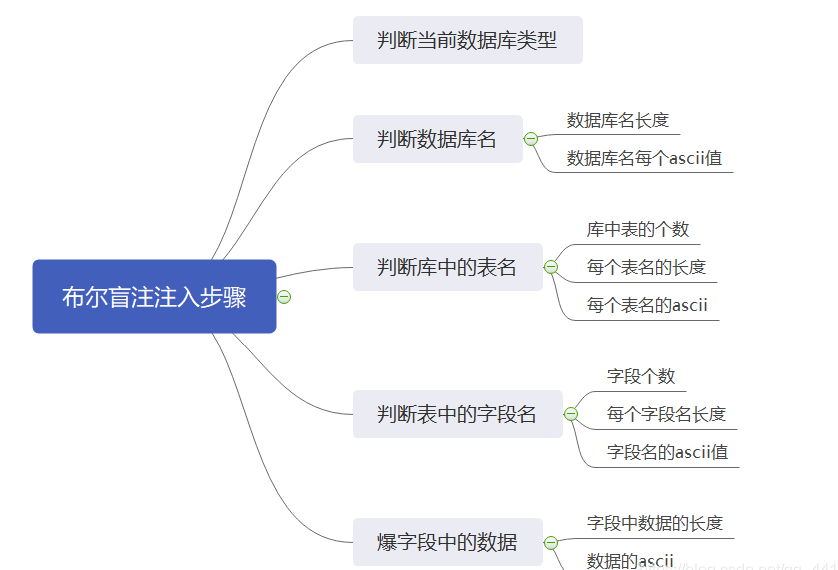 判断当前数据库类型
判断数据库名
数据库名长度
数据库名每个ascii值
判断库中的表名
库中表的个数
每个表名的长度
每个表名的ascii
布尔盲注注入步骤
判断表中的字段名
字段个数
每个字段名长度
字段名的ascii值
爆字段中的数据
字段中数据的长度
数据的ascii